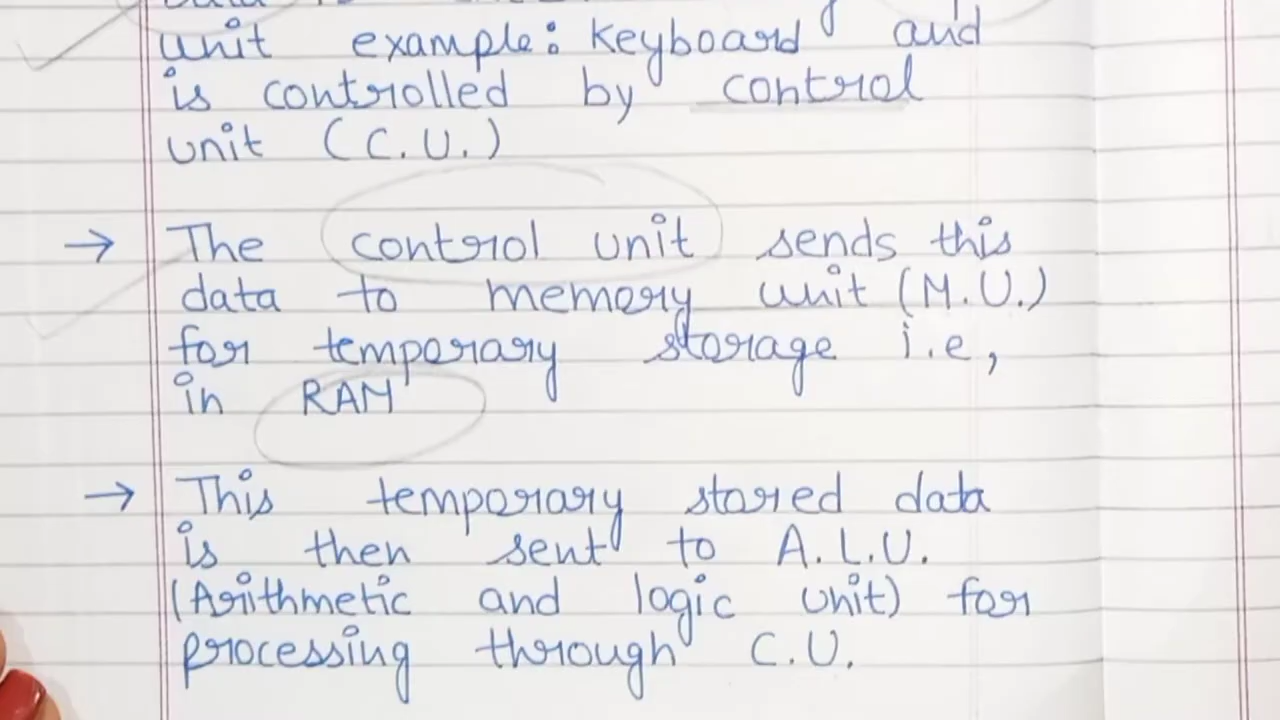 unit example: keyboard and
is controlled by control
unit (C.U.)
→ The control unit sends this
data to memory unit (M.U.)
for temporary storage i.e,
in RAM
→ This temporary stored data
is then sent to A.L.U.
(Arithmetic and logic unit) for
processing through C.U.